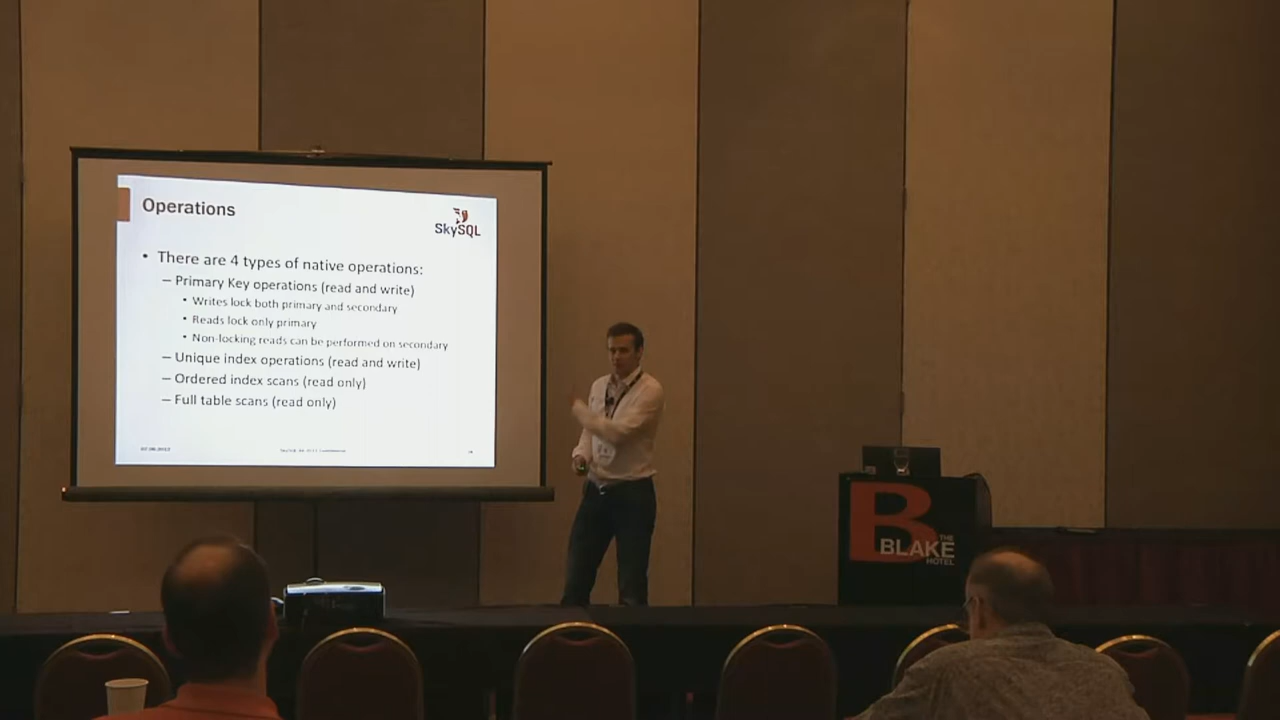 Operations
SkySQL
• There are 4 types of native operations:
– Primary Key operations (read and write)
• Writes lock both primary and secondary
• Reads lock only primary
• Non-locking reads can be performed on secondary
– Unique index operations (read and write)
– Ordered index scans (read only)
– Full table scans (read only)
B
THE
BLAKE
HOTEL